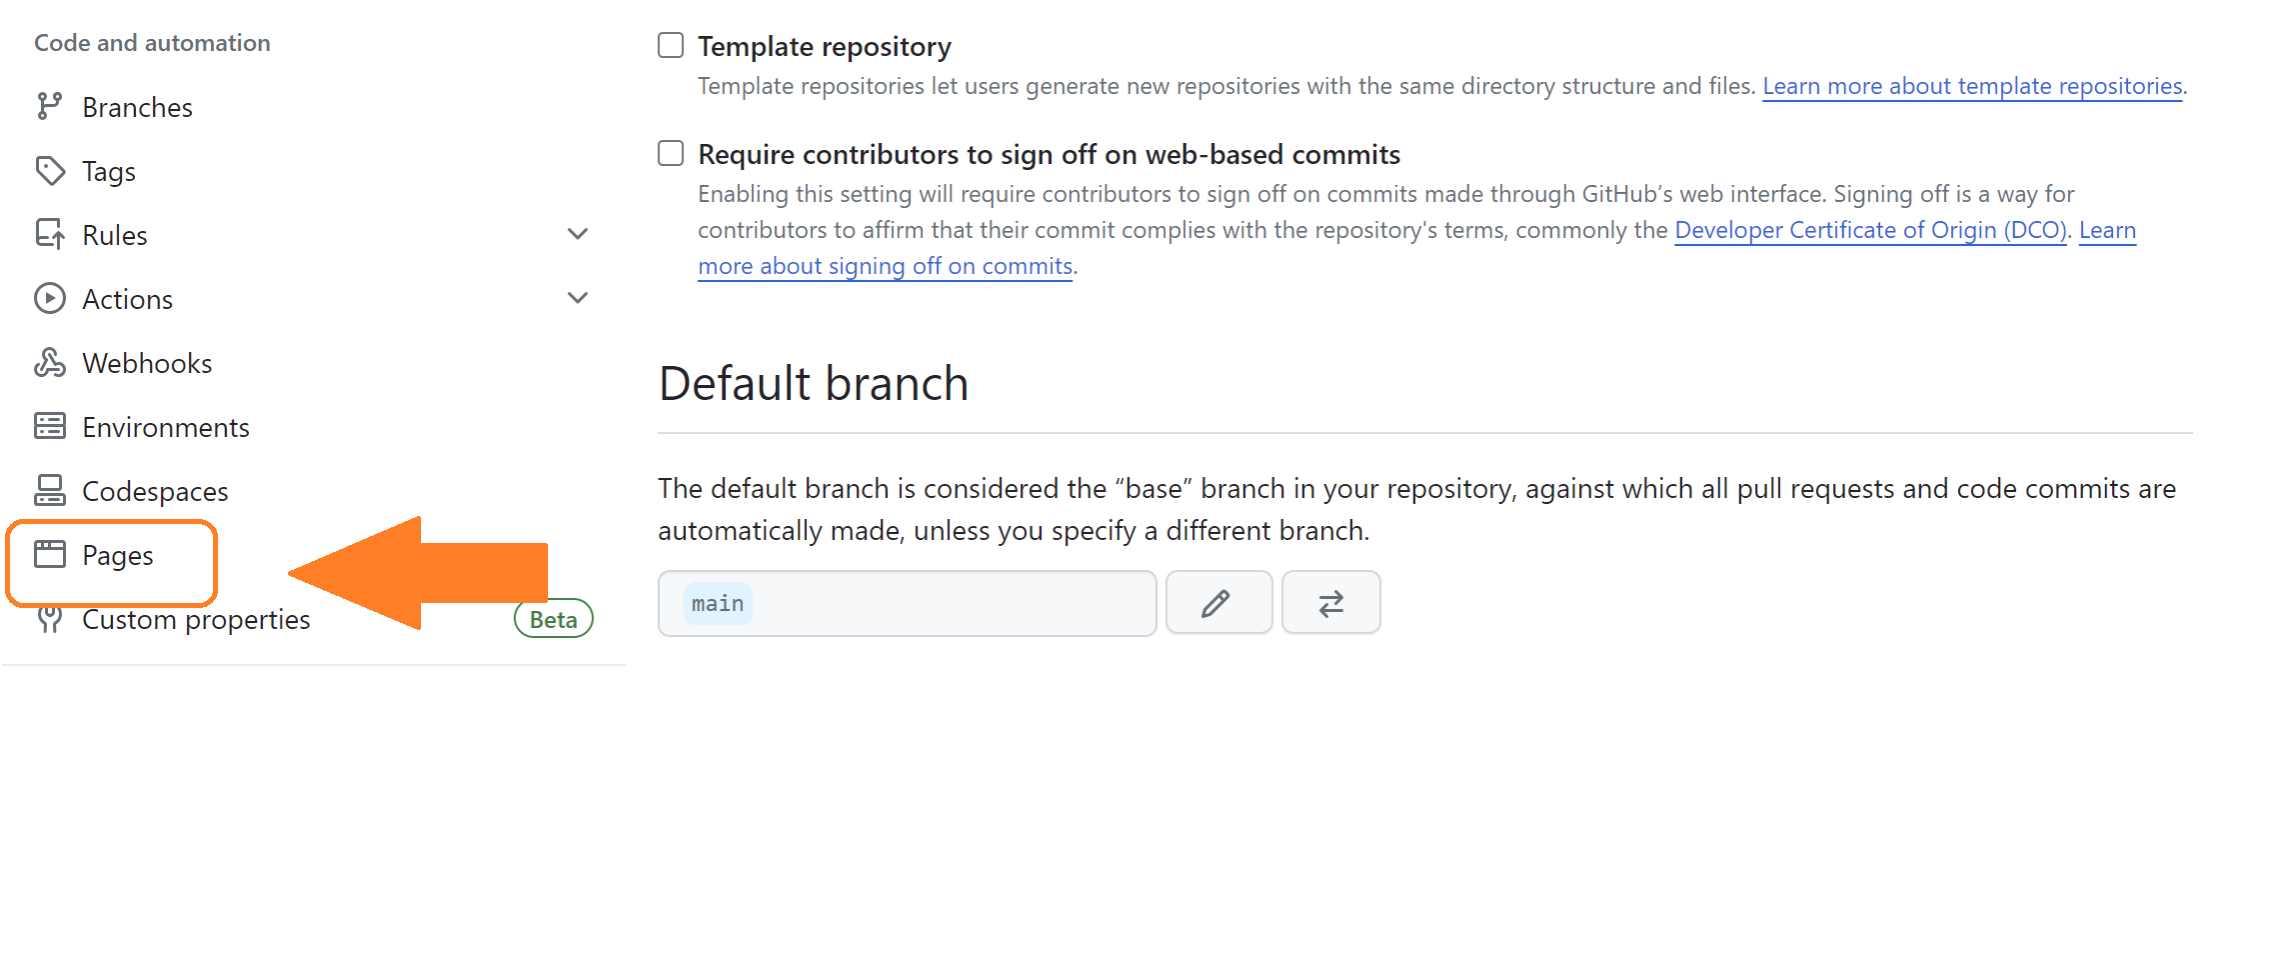 Code and automation
Branches
Tags
Rules
Actions
Webhooks
Environments
Codespaces
Pages
Custom properties
Beta
Template repository
Template repositories let users generate new repositories with the same directory structure and files. Learn more about template repositories.
Require contributors to sign off on web-based commits
Enabling this setting will require contributors to sign off on commits made through GitHub’s web interface. Signing off is a way for
contributors to affirm that their commit complies with the repository's terms, commonly the Developer Certificate of Origin (DCO). Learn
more about signing off on commits.
Default branch
The default branch is considered the “base” branch in your repository, against which all pull requests and code commits are
automatically made, unless you specify a different branch.
main